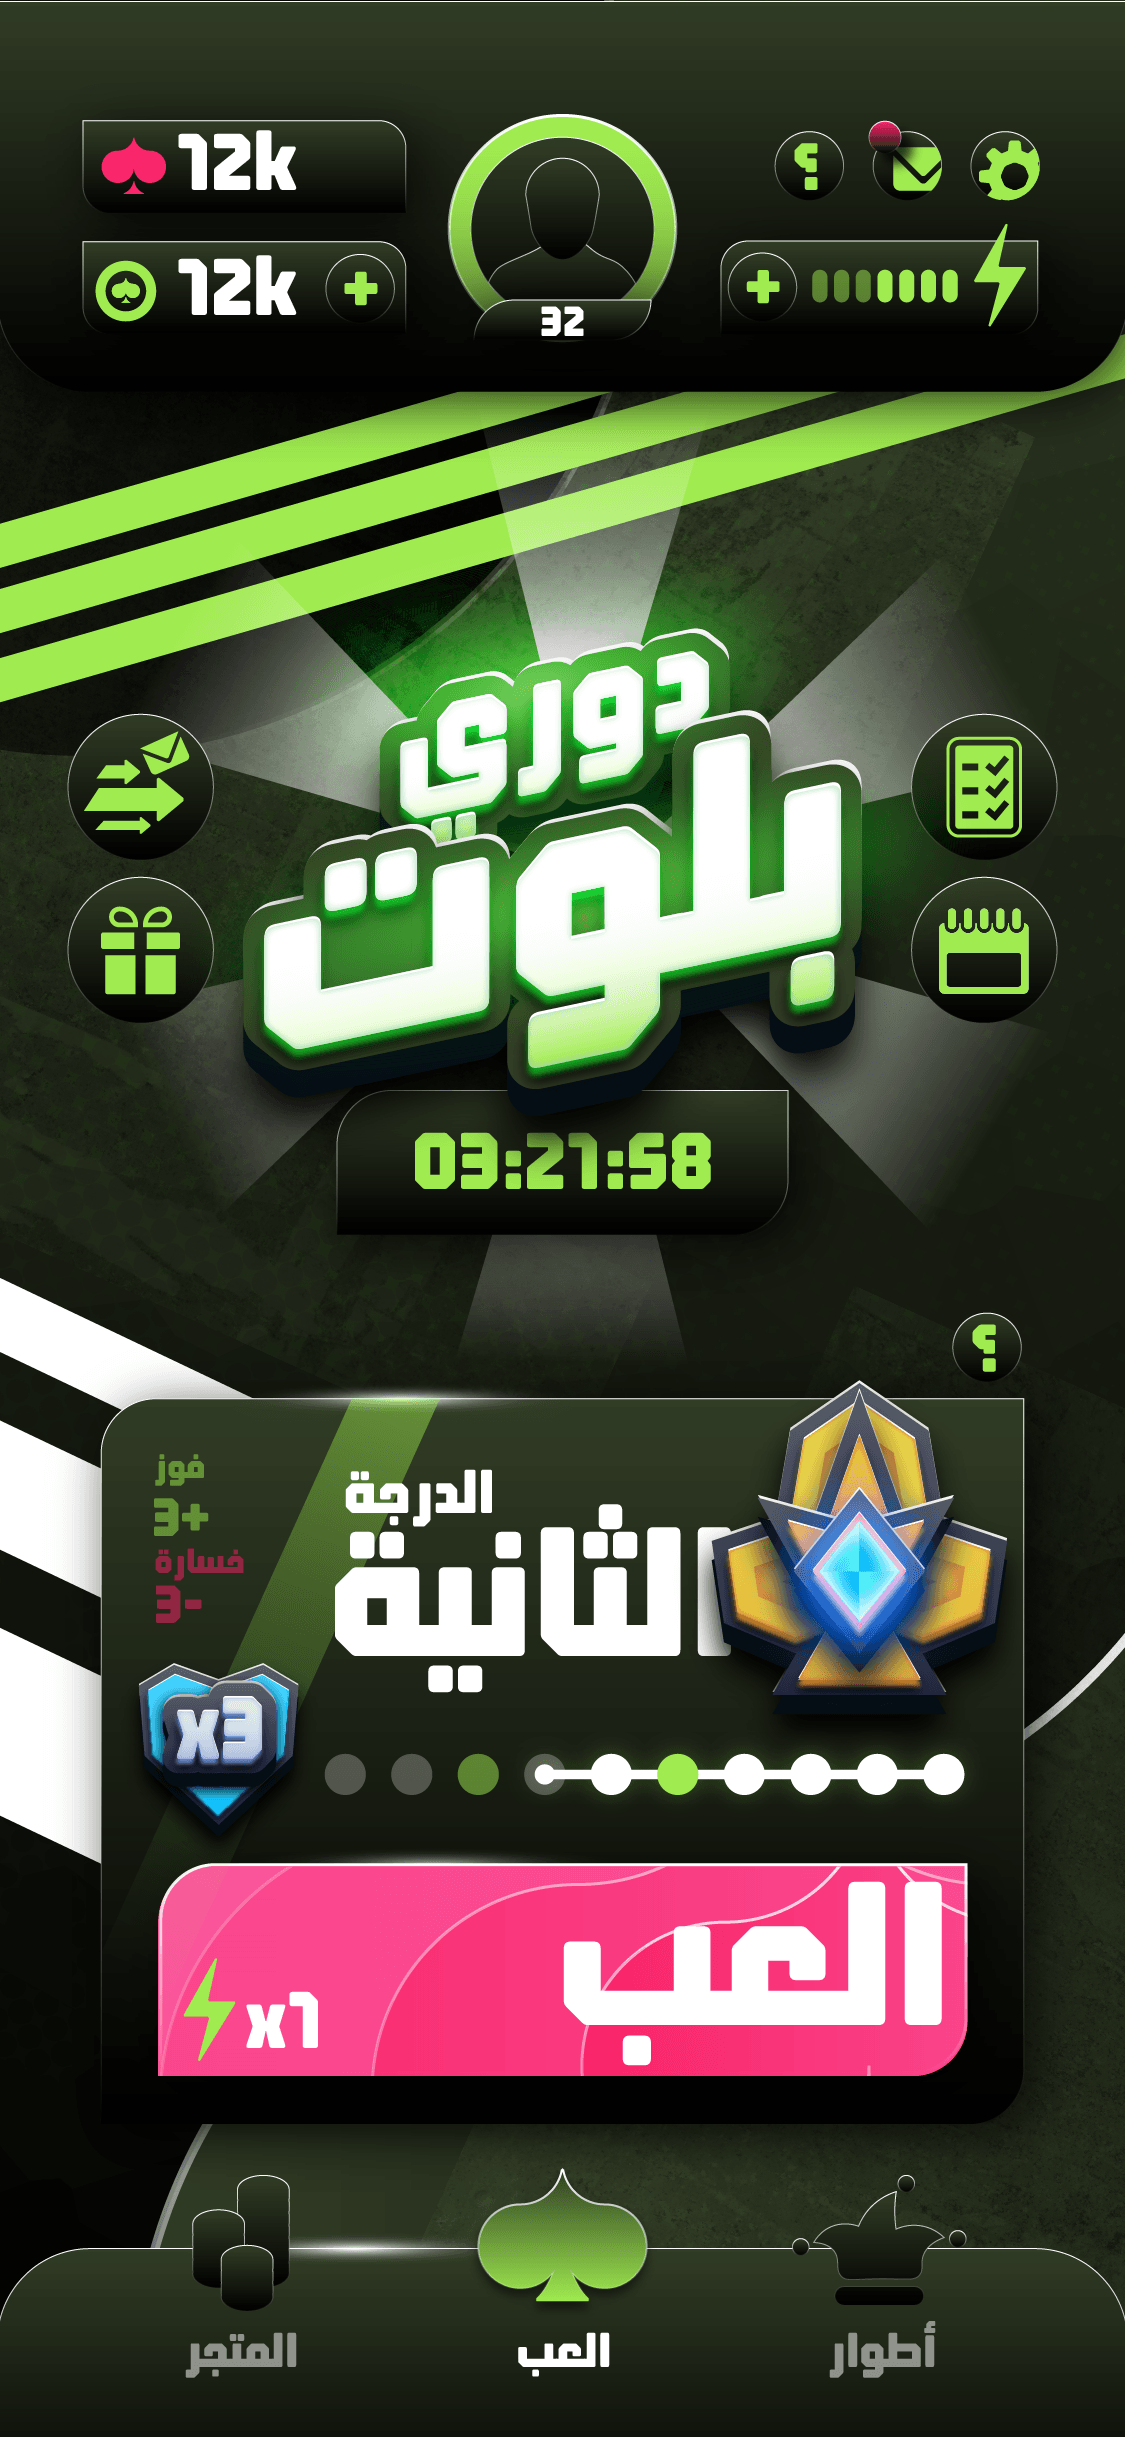 12k
12k
32
؟
دوري
بلوت
03:21:58
؟
الدرجة
الثانية
فوز
3+
خسارة
3-
x3
العب
x1
أطوار
العب
المتجر